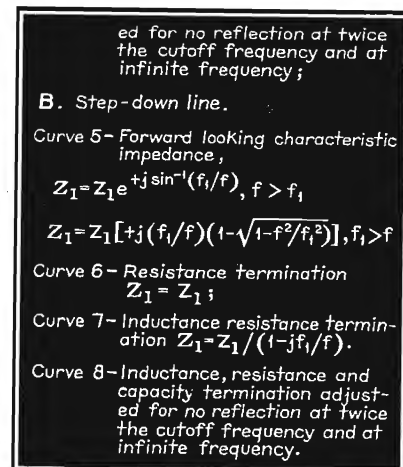 ed for no reflection at twice
the cutoff frequency and at
infinite frequency;
B. Step-down line.
Curve 5-Forward looking characteristic
impedance,
Z₁=Z₁e^{+j sin⁻¹(f₁/f)}, f > f₁
Z₁=Z₁[+j(f₁/f)(1-√(1-f²/f₁²))], f₁>f
Curve 6-Resistance termination
Z₁ = Z₁;
Curve 7-Inductance resistance termin-
ation Z₁=Z₁/(1-jf₁/f).
Curve 8-Inductance, resistance and
capacity termination adjust-
ed for no reflection at twice
the cutoff frequency and at
infinite frequency.